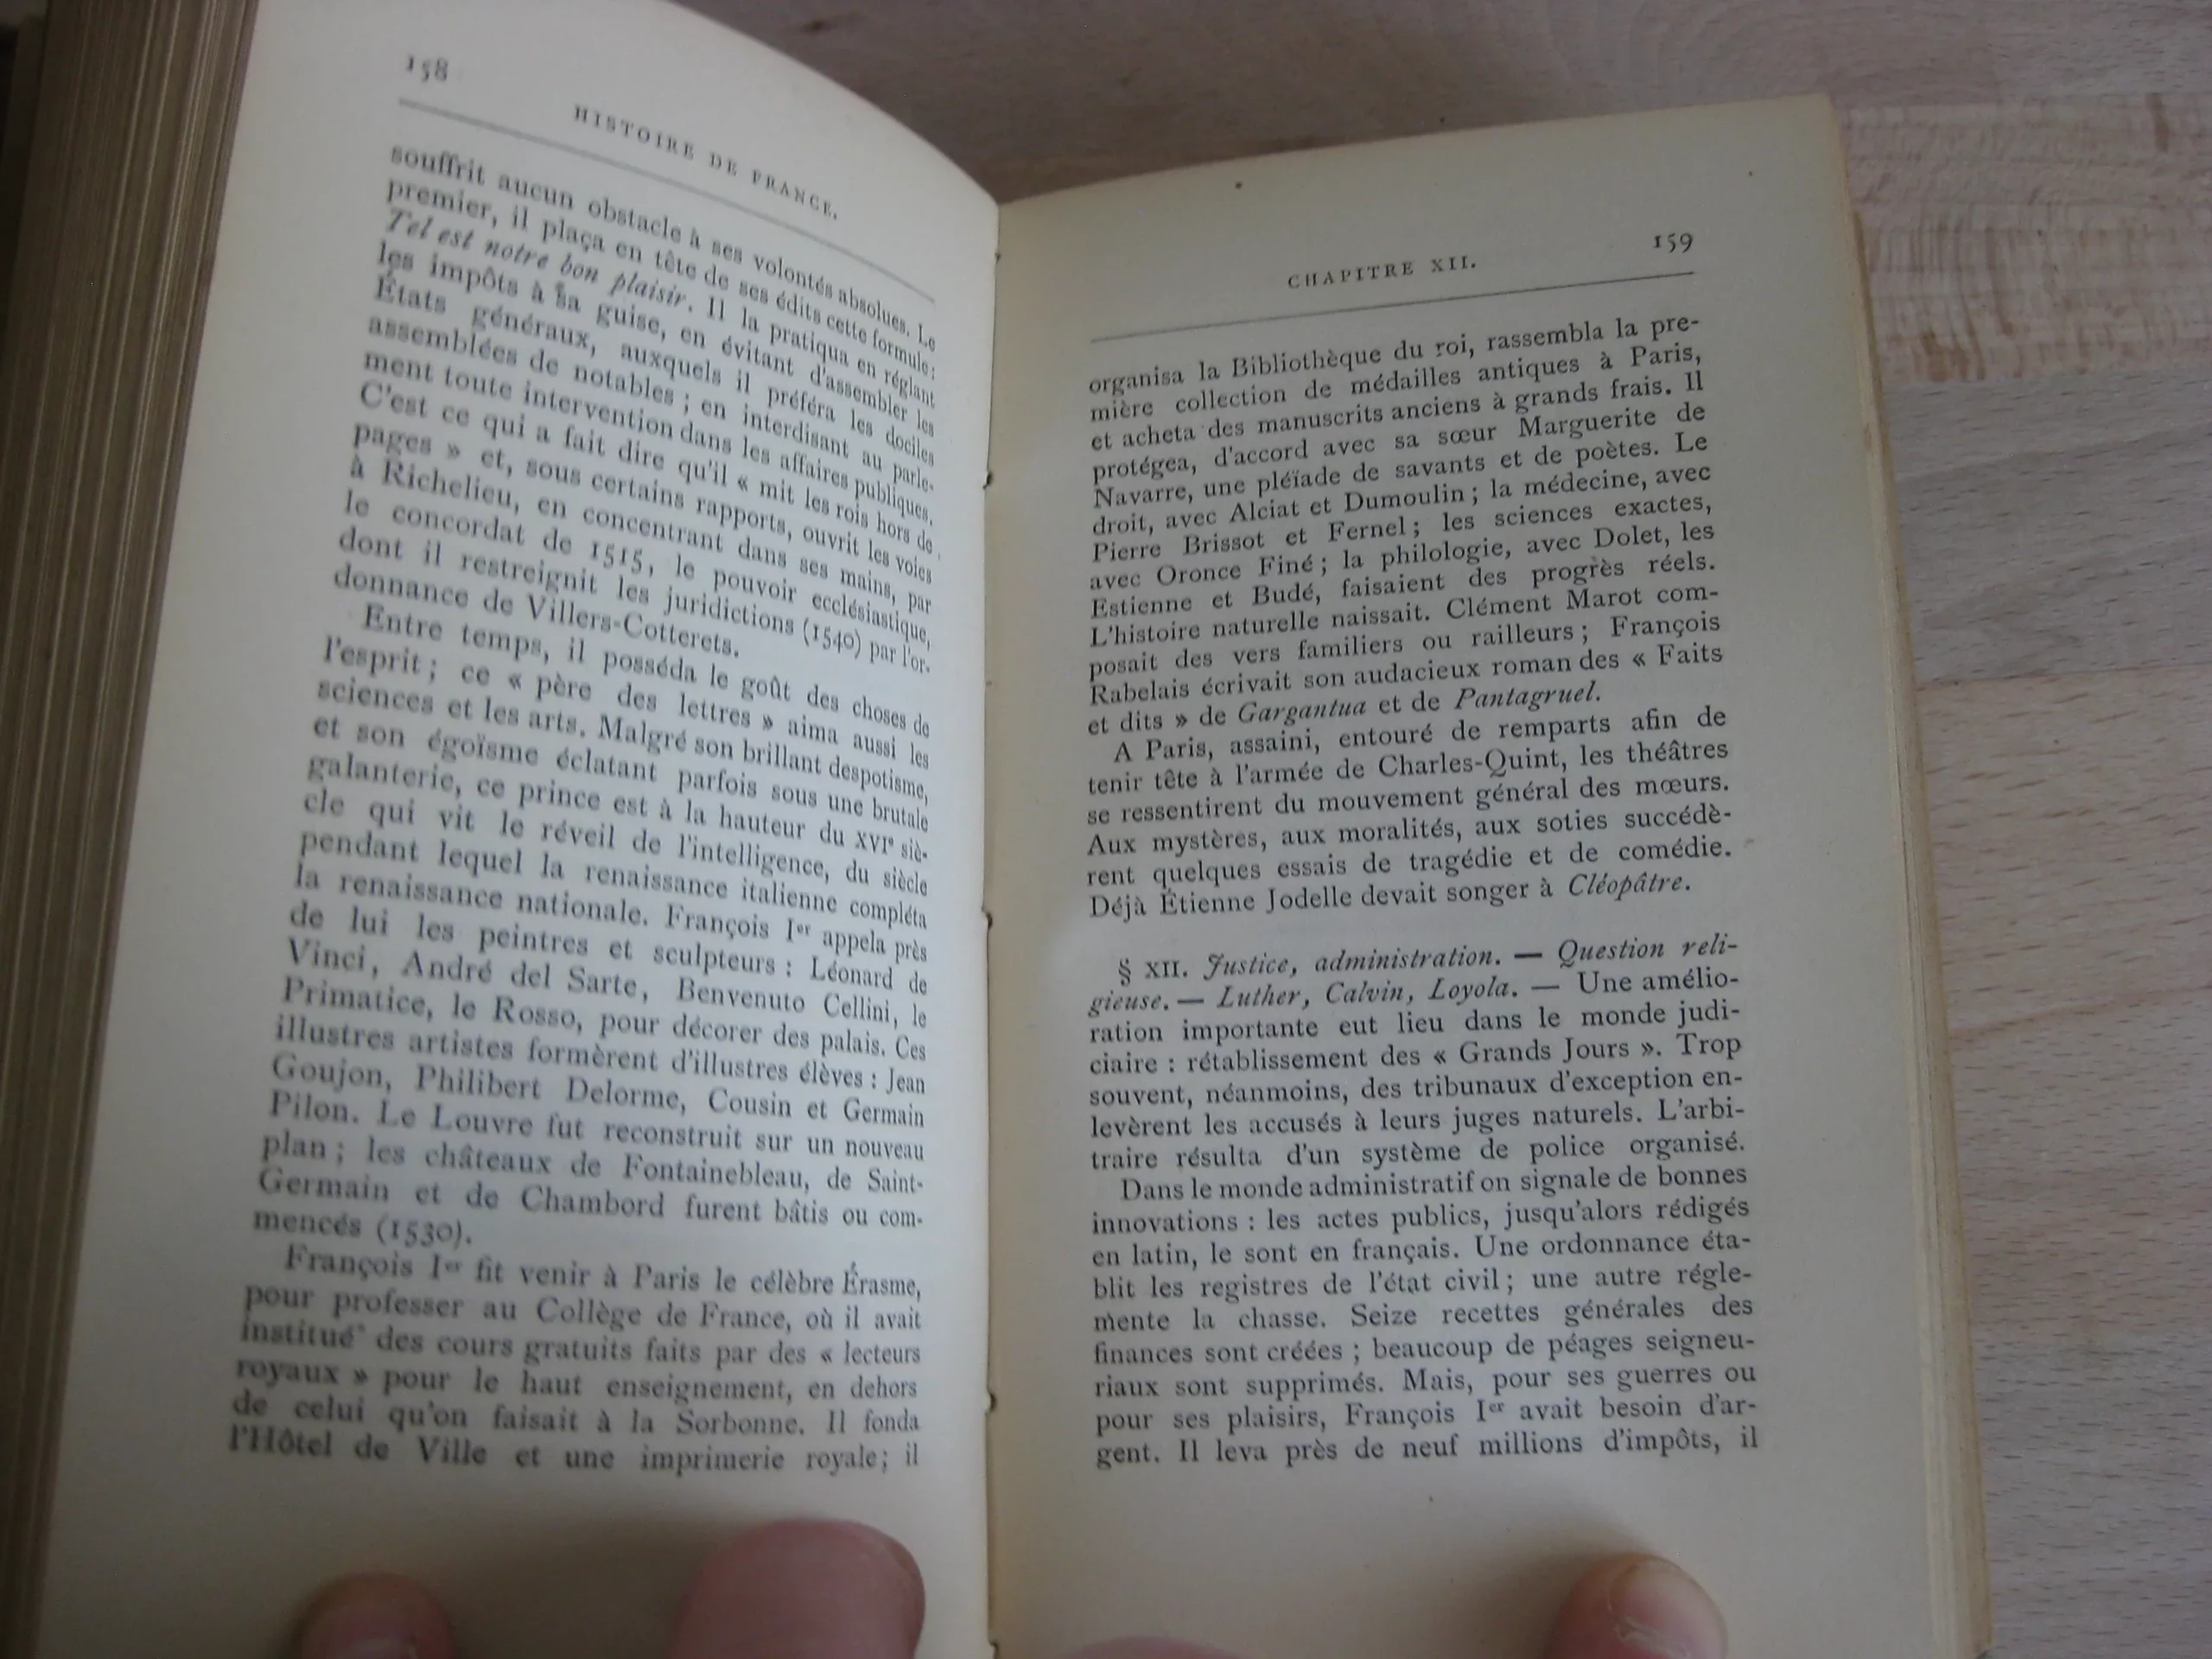 158
HISTOIRE DE FRANCE.
souffrit aucun obstacle à ses volontés absolues. Le
premier, il plaça en tête de ses édits cette formule:
Tel est notre bon plaisir. Il la pratiqua en réglant
les impôts à sa guise, en évitant d'assembler les
États généraux, auxquels il préféra les dociles
assemblées de notables; en interdisant au parle-
ment toute intervention dans les affaires publiques.
C'est ce qui a fait dire qu'il « mit les rois hors de
pages » et, sous certains rapports, ouvrit les voies
à Richelieu, en concentrant dans ses mains, par
le concordat de 1515, le pouvoir ecclésiastique,
dont il restreignit les juridictions (1540) par l'or-
donnance de Villers-Cotterets.
Entre temps, il posséda le goût des choses de
l'esprit; ce « père des lettres » aima aussi les
sciences et les arts. Malgré son brillant despotisme,
et son égoïsme éclatant parfois sous une brutale
galanterie, ce prince est à la hauteur du XVIe siè-
cle qui vit le réveil de l'intelligence, du siècle
pendant lequel la renaissance italienne compléta
la renaissance nationale. François Ier appela près
de lui les peintres et sculpteurs : Léonard de
Vinci, André del Sarte, Benvenuto Cellini, le
Primatice, le Rosso, pour décorer des palais. Ces
illustres artistes formèrent d'illustres élèves : Jean
Goujon, Philibert Delorme, Cousin et Germain
Pilon. Le Louvre fut reconstruit sur un nouveau
plan; les châteaux de Fontainebleau, de Saint-
Germain et de Chambord furent bâtis ou com-
mencés (1530).
François Ier fit venir à Paris le célèbre Érasme,
pour professer au Collège de France, où il avait
institué des cours gratuits faits par des « lecteurs
royaux » pour le haut enseignement, en dehors
de celui qu'on faisait à la Sorbonne. Il fonda
l'Hôtel de Ville et une imprimerie royale; il
CHAPITRE XII.
159
organisa la Bibliothèque du roi, rassembla la pre-
mière collection de médailles antiques à Paris,
et acheta des manuscrits anciens à grands frais. Il
protégea, d'accord avec sa sœur Marguerite de
Navarre, une pléïade de savants et de poètes. Le
droit, avec Alciat et Dumoulin; la médecine, avec
Pierre Brissot et Fernel; les sciences exactes,
avec Oronce Finé; la philologie, avec Dolet, les
Estienne et Budé, faisaient des progrès réels.
L'histoire naturelle naissait. Clément Marot com-
posait des vers familiers ou railleurs; François
Rabelais écrivait son audacieux roman des « Faits
et dits » de Gargantua et de Pantagruel.
A Paris, assaini, entouré de remparts afin de
tenir tête à l'armée de Charles-Quint, les théâtres
se ressentirent du mouvement général des mœurs.
Aux mystères, aux moralités, aux soties succédè-
rent quelques essais de tragédie et de comédie.
Déjà Étienne Jodelle devait songer à Cléopâtre.
§ XII. Justice, administration. — Question reli-
gieuse. — Luther, Calvin, Loyola. — Une amélio-
ration importante eut lieu dans le monde judi-
ciaire : rétablissement des « Grands Jours ». Trop
souvent, néanmoins, des tribunaux d'exception en-
levèrent les accusés à leurs juges naturels. L'arbi-
traire résulta d'un système de police organisé.
Dans le monde administratif on signale de bonnes
innovations : les actes publics, jusqu'alors rédigés
en latin, le sont en français. Une ordonnance éta-
blit les registres de l'état civil; une autre régle-
mente la chasse. Seize recettes générales des
finances sont créées; beaucoup de péages seigneu-
riaux sont supprimés. Mais, pour ses guerres ou
pour ses plaisirs, François Ier avait besoin d'ar-
gent. Il leva près de neuf millions d'impôts, il